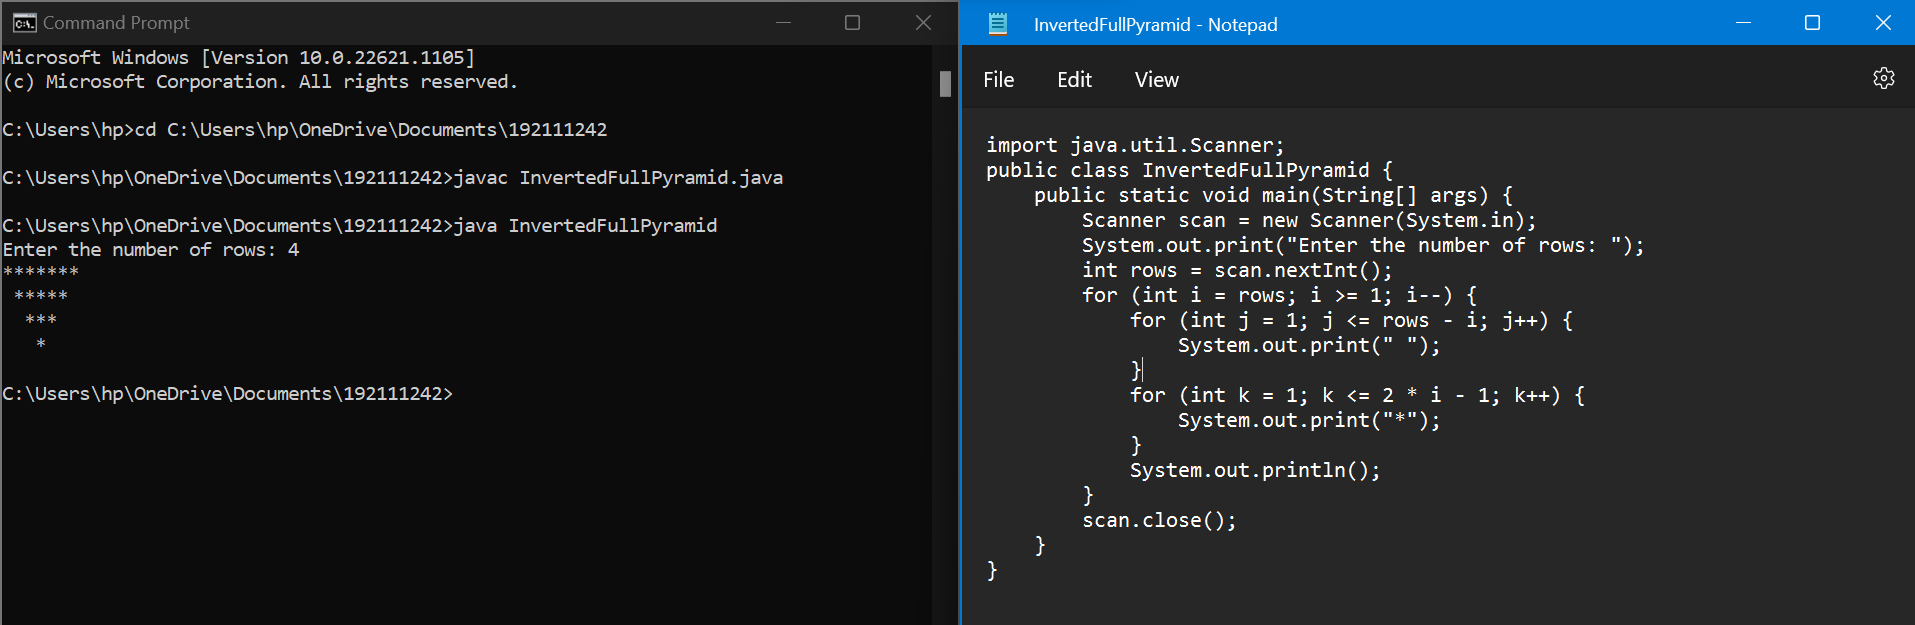 Command Prompt
Microsoft Windows [Version 10.0.22621.1105]
(c) Microsoft Corporation. All rights reserved.
C:\Users\hp>cd C:\Users\hp\OneDrive\Documents\192111242
C:\Users\hp\OneDrive\Documents\192111242>javac InvertedFullPyramid.java
C:\Users\hp\OneDrive\Documents\192111242>java InvertedFullPyramid
Enter the number of rows: 4
*******
 *****
  ***
   *
C:\Users\hp\OneDrive\Documents\192111242>
InvertedFullPyramid - Notepad
File Edit View
import java.util.Scanner;
public class InvertedFullPyramid {
    public static void main(String[] args) {
        Scanner scan = new Scanner(System.in);
        System.out.print("Enter the number of rows: ");
        int rows = scan.nextInt();
        for (int i = rows; i >= 1; i--) {
            for (int j = 1; j <= rows - i; j++) {
                System.out.print(" ");
            }
            for (int k = 1; k <= 2 * i - 1; k++) {
                System.out.print("*");
            }
            System.out.println();
        }
        scan.close();
    }
}